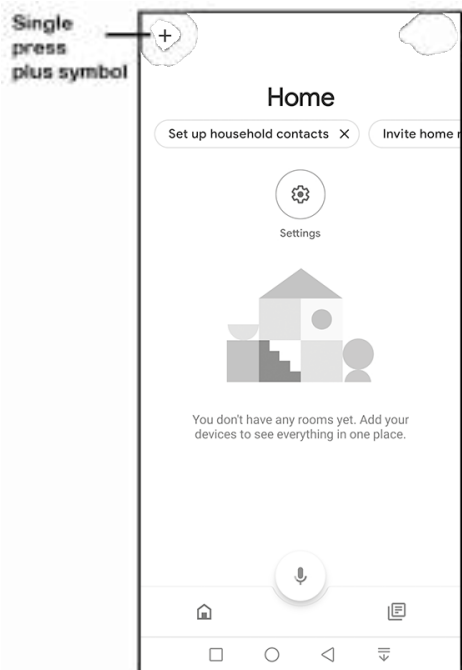 Single
press
plus symbol
Home
Set up household contacts
Invite home
Settings
You don't have any rooms yet. Add your
devices to see everything in one place.